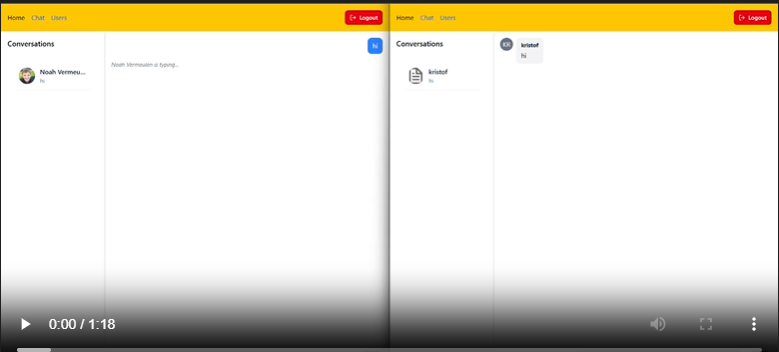 Home Chat Users Logout
Conversations
hi
Noah Vermeulen is typing...
Noah Vermeu...
hi
Home Chat Users Logout
Conversations
KR kristof
hi
kristof
hi
0:00 / 1:18